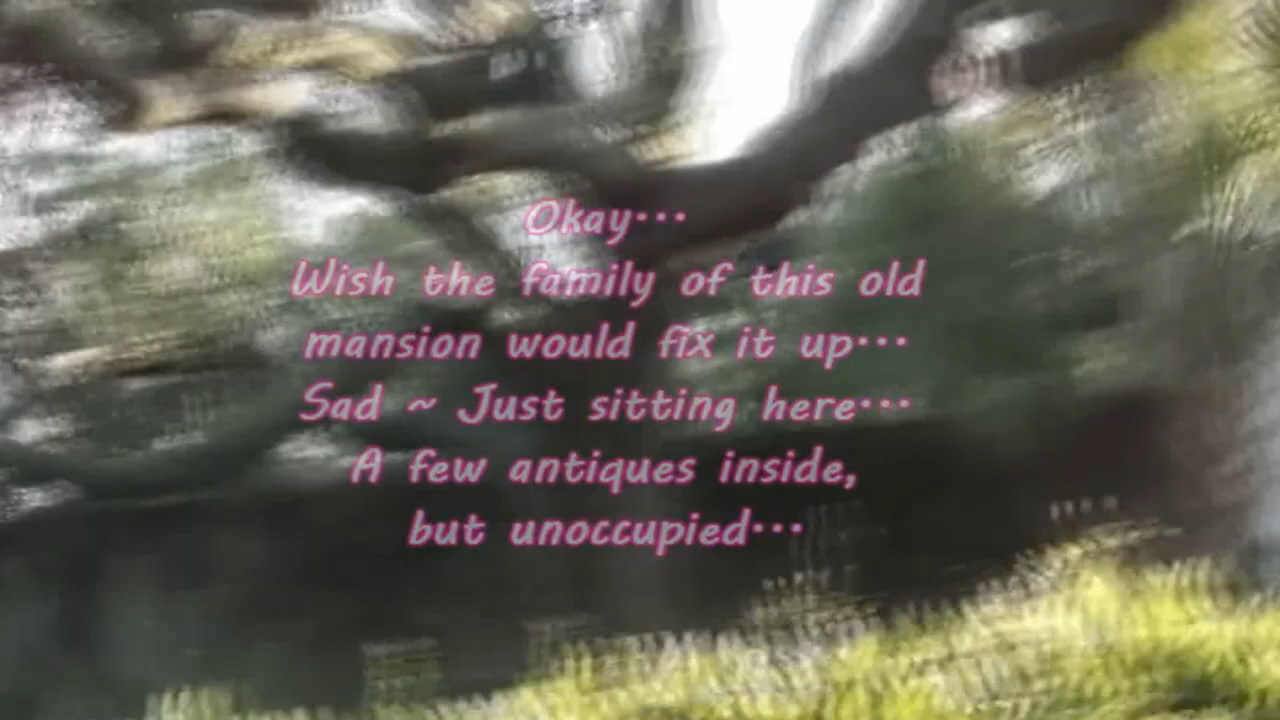 Okay···
Wish the family of this old
mansion would fix it up···
Sad ~ Just sitting here···
A few antiques inside,
but unoccupied···